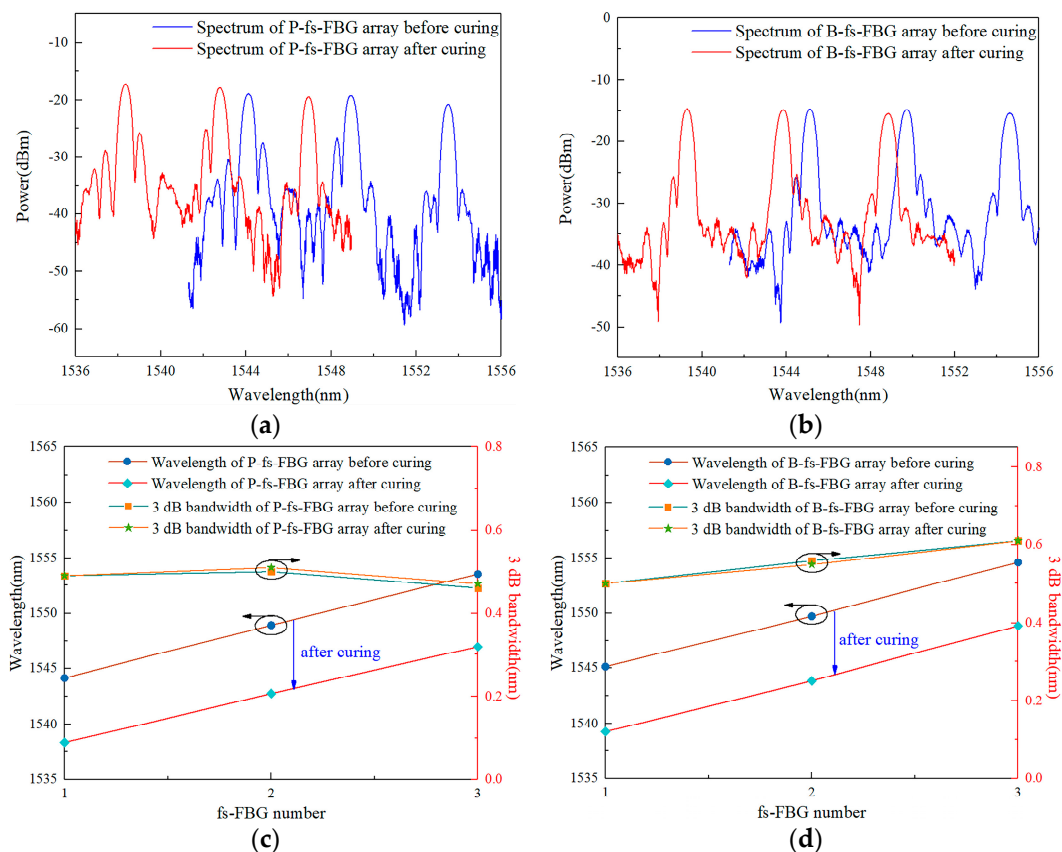 Spectrum of P-fs-FBG array before curing
Spectrum of P-fs-FBG array after curing
-10
-20
-30
-40
-50
-60
Power(dBm)
1536 1540 1544 1548 1552 1556
Wavelength(nm)
(a)
Spectrum of B-fs-FBG array before curing
Spectrum of B-fs-FBG array after curing
0
-10
-20
-30
-40
-50
Power(dBm)
1536 1540 1544 1548 1552 1556
Wavelength(nm)
(b)
Wavelength of P-fs-FBG array before curing
Wavelength of P-fs-FBG array after curing
3 dB bandwidth of P-fs-FBG array before curing
3 dB bandwidth of P-fs-FBG array after curing
1565
1560
1555
1550
1545
1540
1535
Wavelength(nm)
after curing
0.8
0.6
0.4
0.2
0.0
3 dB bandwidth(nm)
1 2 3
fs-FBG number
(c)
Wavelength of B-fs-FBG array before curing
Wavelength of B-fs-FBG array after curing
3 dB bandwidth of B-fs-FBG array before curing
3 dB bandwidth of B-fs-FBG array after curing
1565
1560
1555
1550
1545
1540
1535
Wavelength(nm)
after curing
0.8
0.6
0.4
0.2
0.0
3 dB bandwidth(nm)
1 2 3
fs-FBG number
(d)